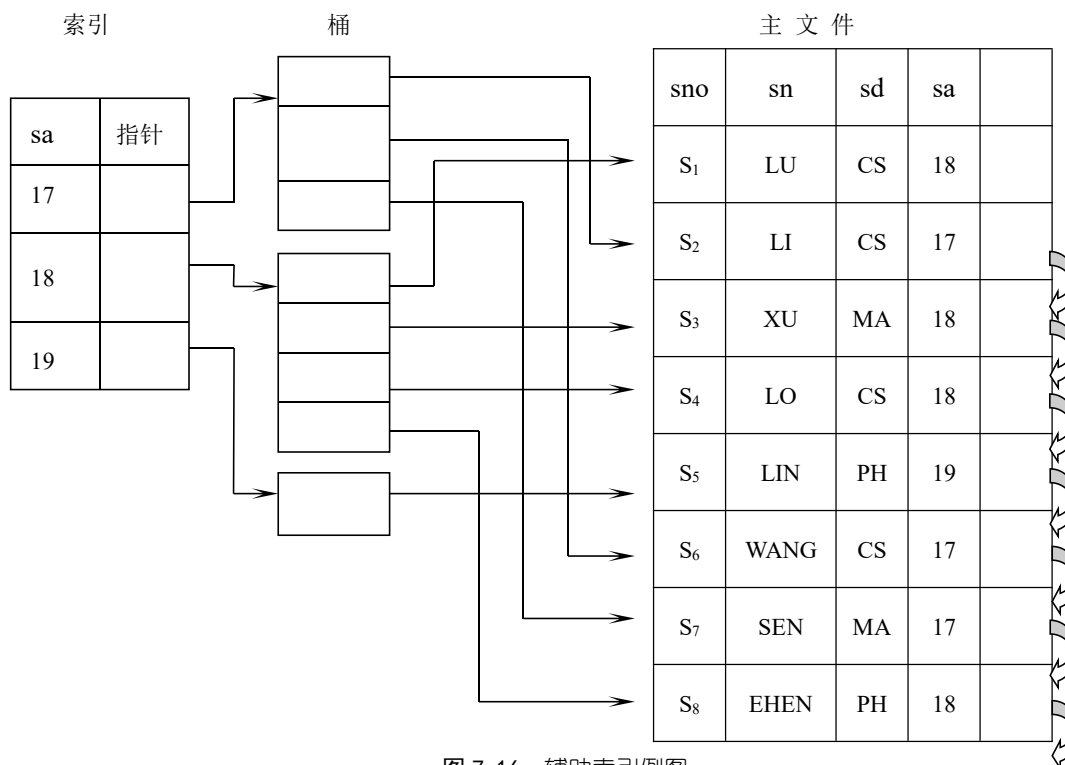 索引 桶 主 文 件
sno sn sd sa
sa 指针
17
18
19
S₁ LU CS 18
S₂ LI CS 17
S₃ XU MA 18
S₄ LO CS 18
S₅ LIN PH 19
S₆ WANG CS 17
S₇ SEN MA 17
S₈ EHEN PH 18